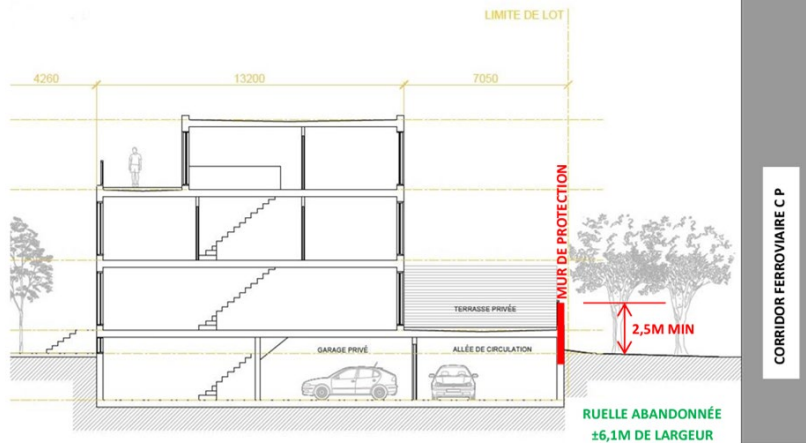 LIMITE DE LOT
4260
13200
7050
MUR DE PROTECTION
TERRASSE PRIVÉE
2,5M MIN
GARAGE PRIVÉ
ALLÉE DE CIRCULATION
CORRIDOR FERROVIAIRE C P
RUELLE ABANDONNÉE
±6,1M DE LARGEUR